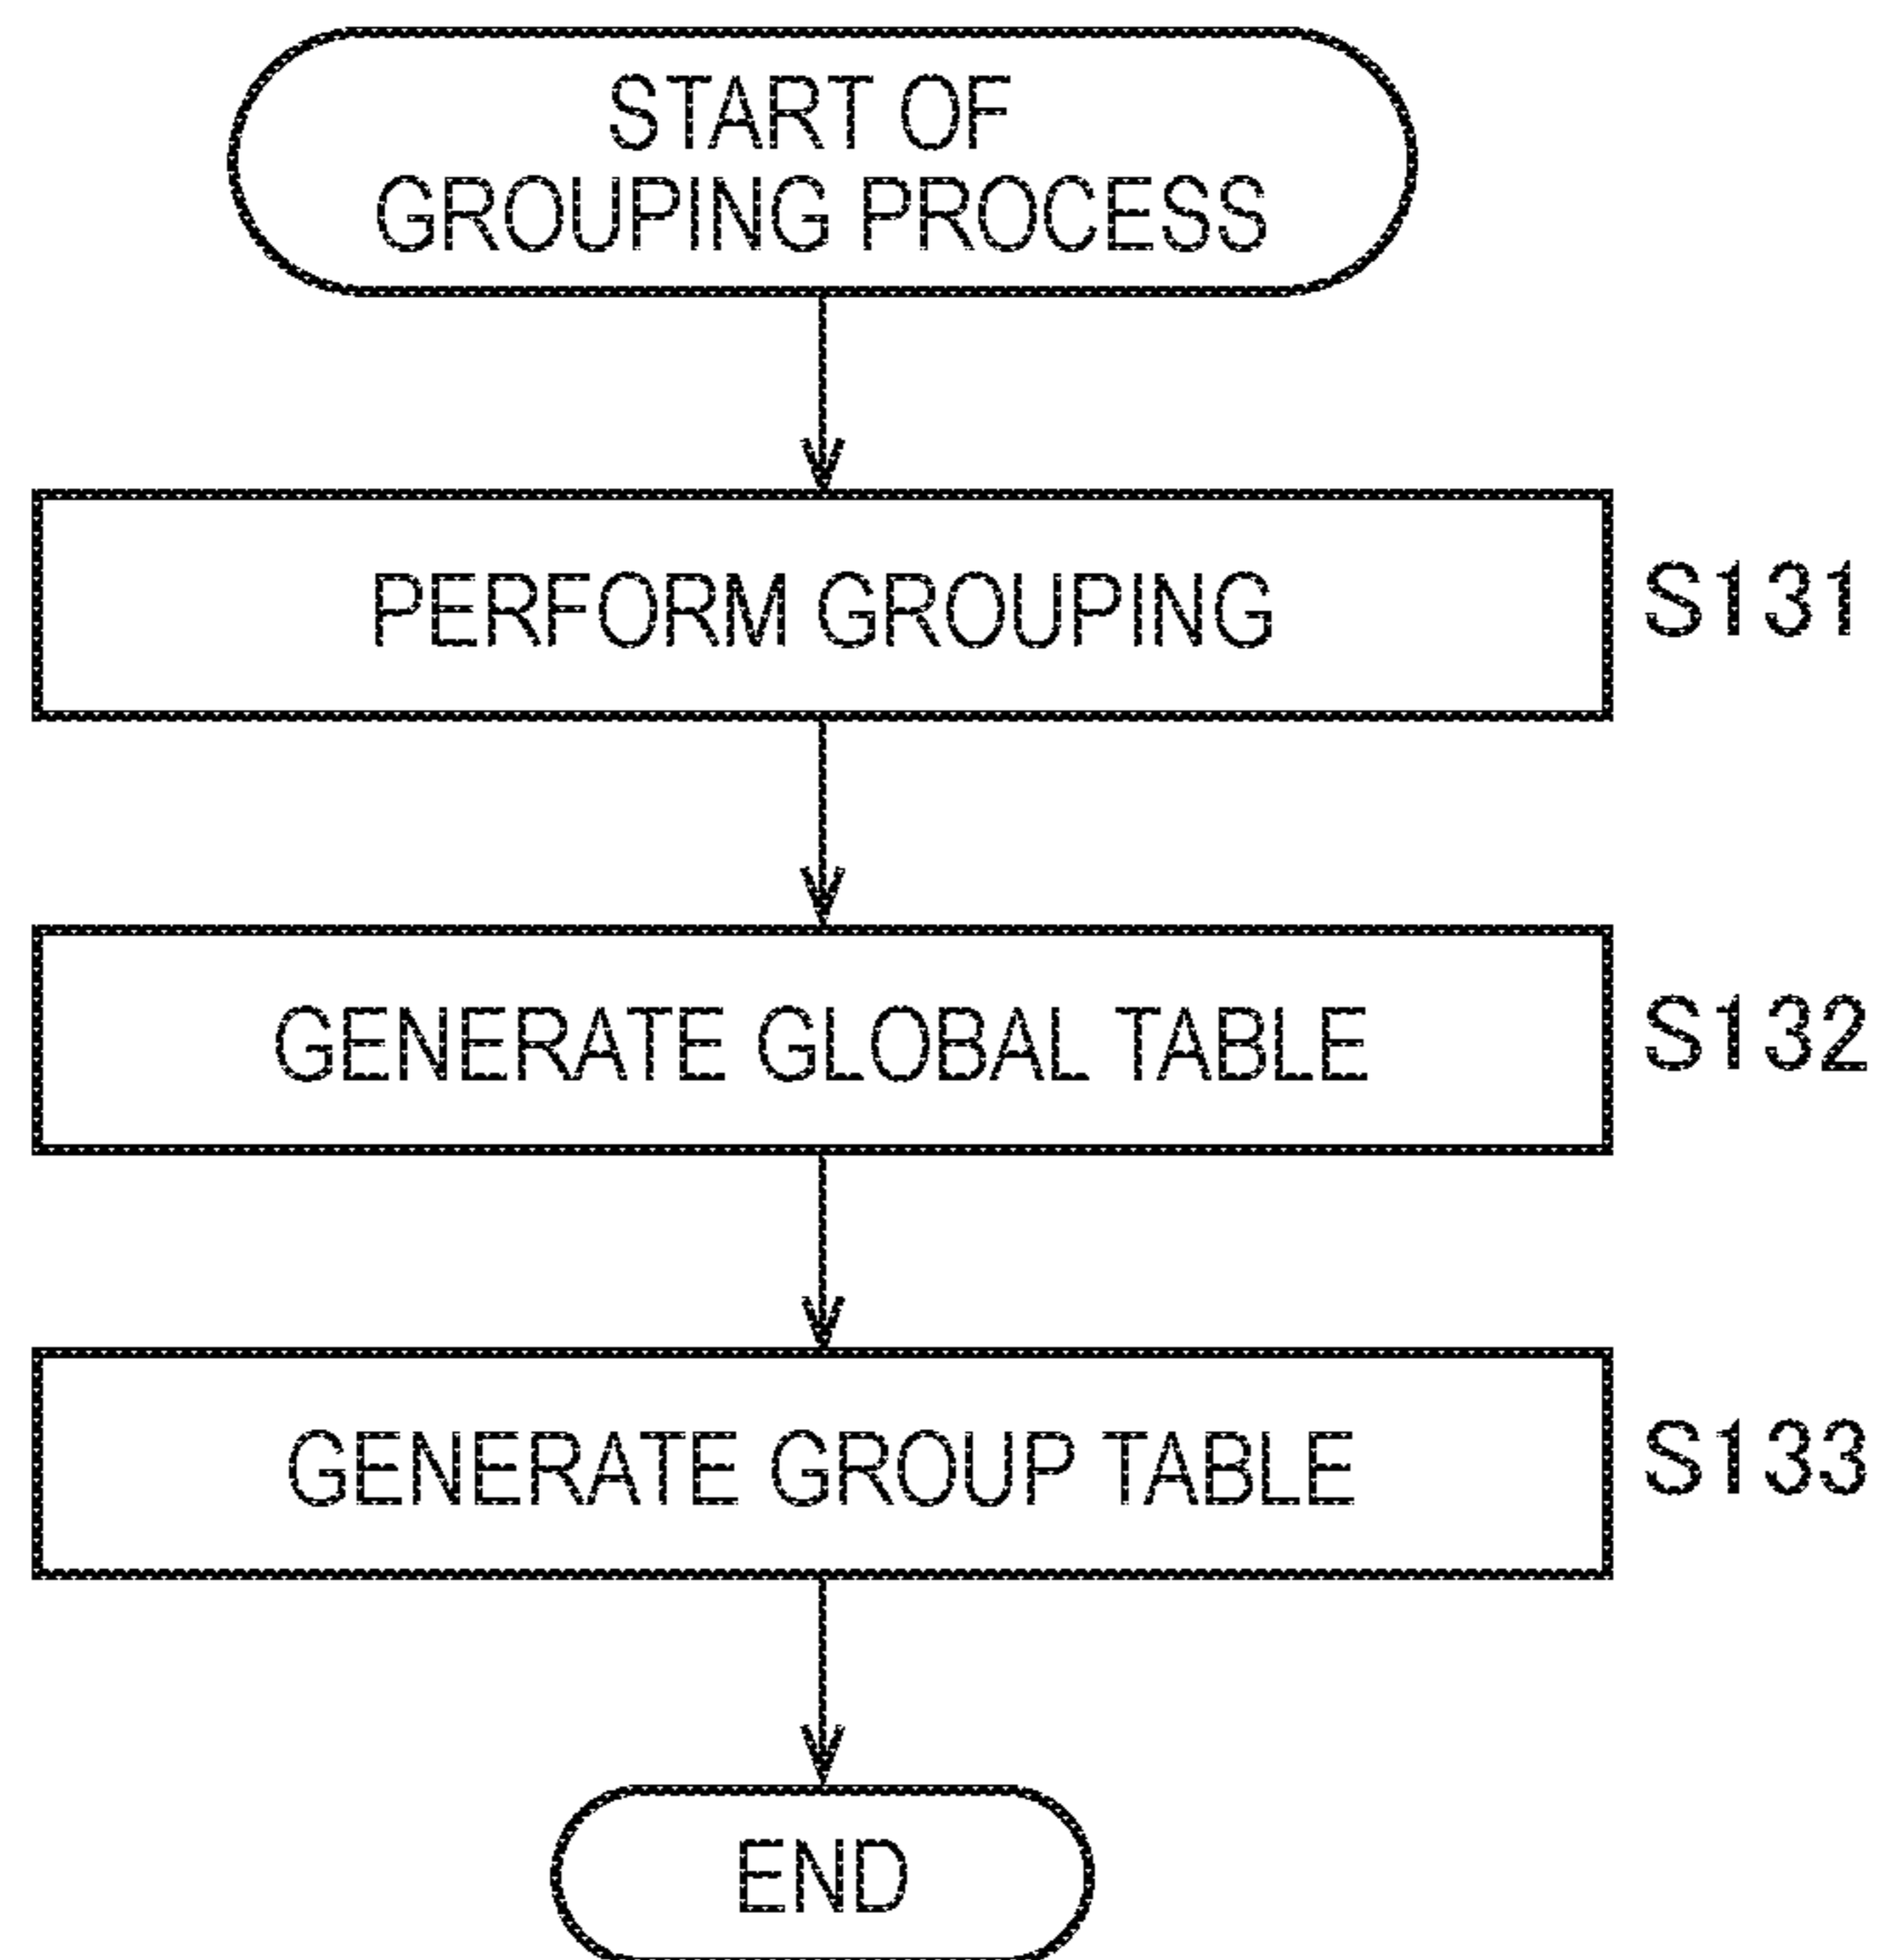 START OF
GROUPING PROCESS
PERFORM GROUPING
S131
GENERATE GLOBAL TABLE
S132
GENERATE GROUP TABLE
S133
END